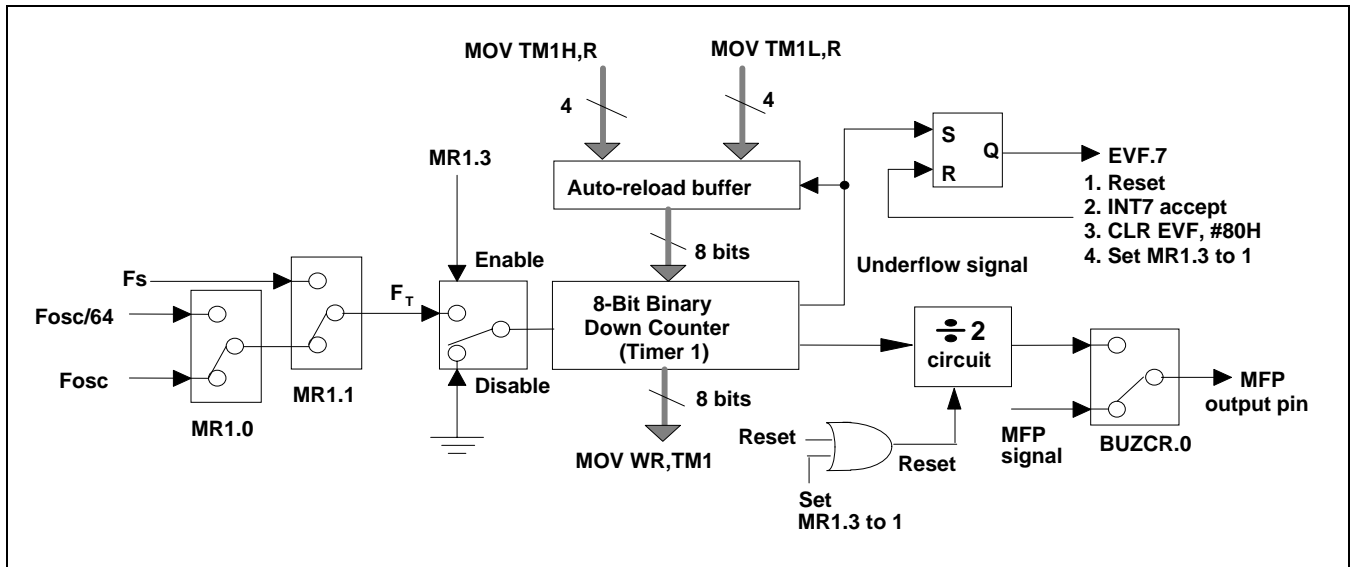 MOV TM1H,R
MOV TM1L,R
4
4
MR1.3
Auto-reload buffer
S
Q
R
EVF.7
1. Reset
2. INT7 accept
3. CLR EVF, #80H
4. Set MR1.3 to 1
8 bits
Underflow signal
Enable
Fs
FT
Fosc/64
Fosc
MR1.0
MR1.1
Disable
8-Bit Binary
Down Counter
(Timer 1)
÷ 2
circuit
8 bits
MOV WR,TM1
Reset
Reset
Set
MR1.3 to 1
MFP
signal
BUZCR.0
MFP
output pin